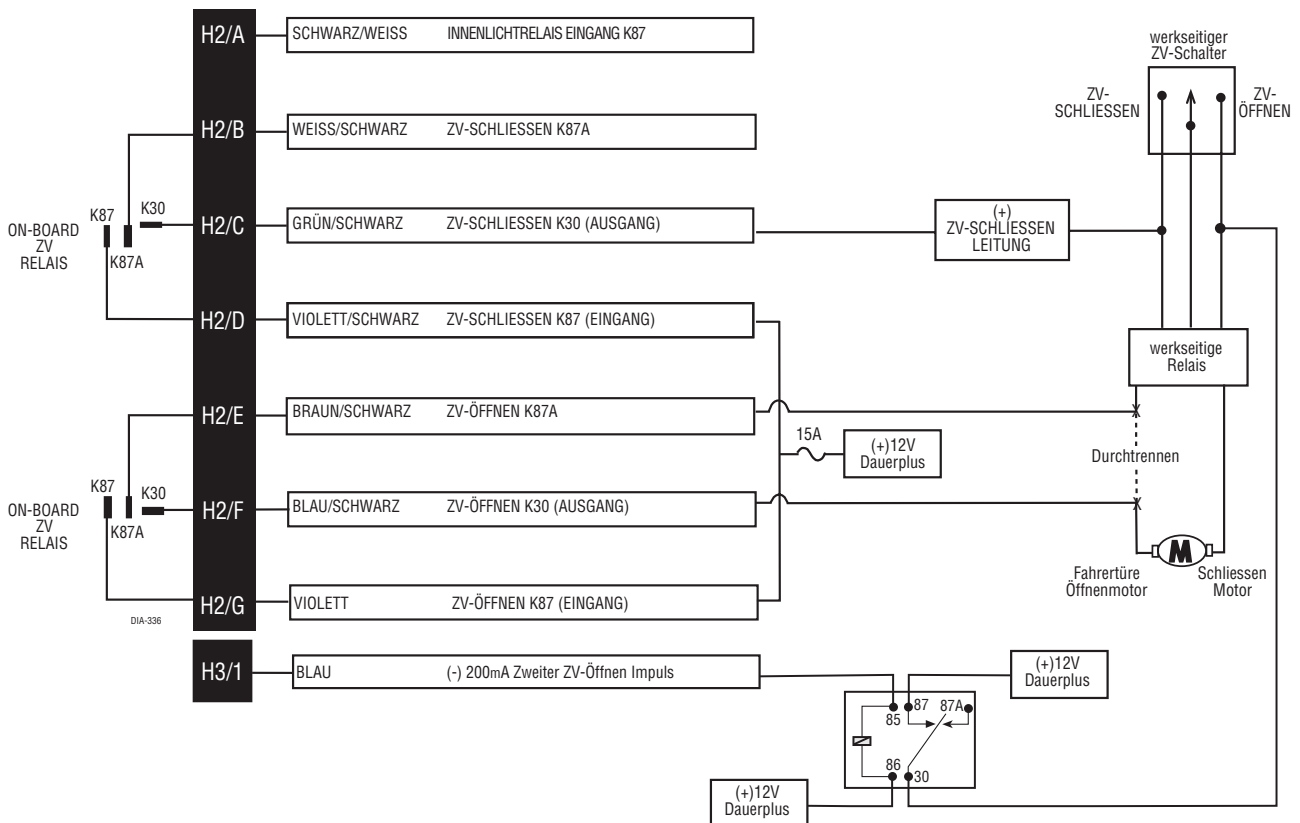 H2/A SCHWARZ/WEISS INNENLICHTRELAIS EINGANG K87
werkseitiger
ZV-Schalter
ZV-
SCHLIESSEN
ZV-
ÖFFNEN
H2/B WEISS/SCHWARZ ZV-SCHLIESSEN K87A
ON-BOARD
ZV
RELAIS
K87
K30
K87A
H2/C GRÜN/SCHWARZ ZV-SCHLIESSEN K30 (AUSGANG)
(+)
ZV-SCHLIESSEN
LEITUNG
H2/D VIOLETT/SCHWARZ ZV-SCHLIESSEN K87 (EINGANG)
werkseitige
Relais
H2/E BRAUN/SCHWARZ ZV-ÖFFNEN K87A
15A
(+)12V
Dauerplus
X
Durchtrennen
X
ON-BOARD
ZV
RELAIS
K87
K30
K87A
H2/F BLAU/SCHWARZ ZV-ÖFFNEN K30 (AUSGANG)
M
Fahrertüre
Öffnenmotor
Schliessen
Motor
H2/G VIOLETT ZV-ÖFFNEN K87 (EINGANG)
DIA-336
H3/1 BLAU (-) 200mA Zweiter ZV-Öffnen Impuls
(+)12V
Dauerplus
85
87
87A
86
30
(+)12V
Dauerplus